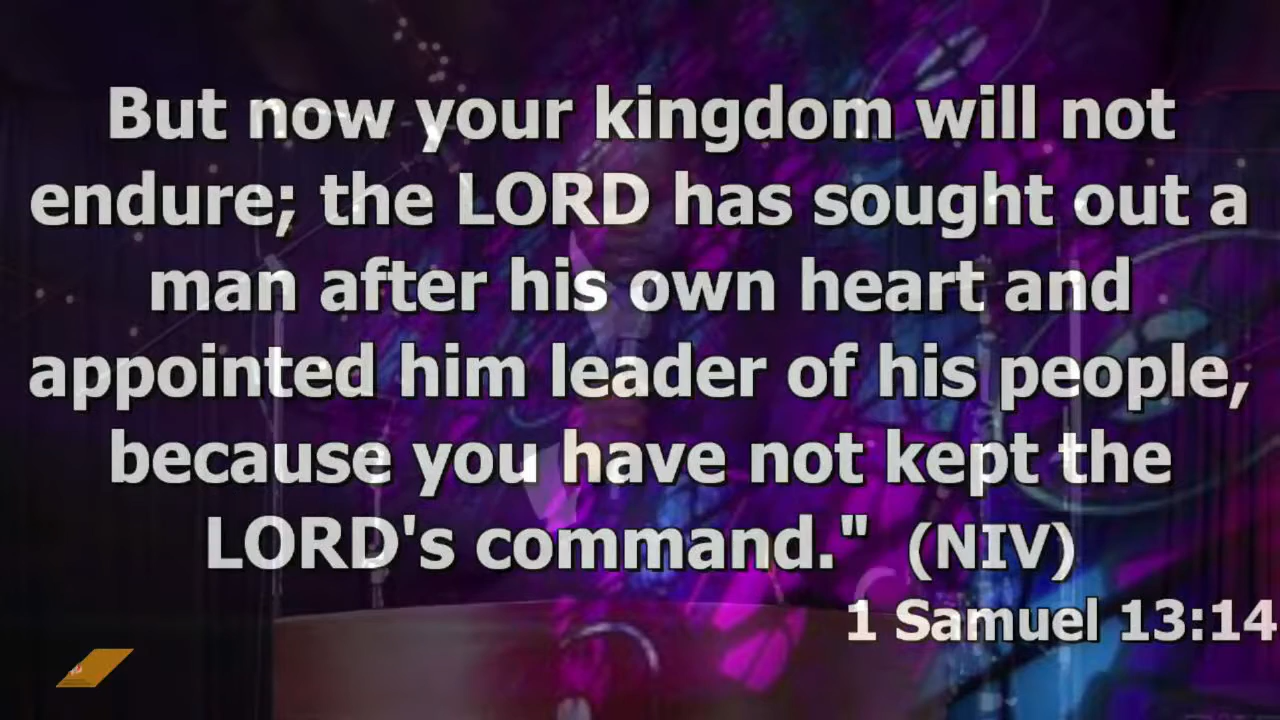 But now your kingdom will not
endure; the LORD has sought out a
man after his own heart and
appointed him leader of his people,
because you have not kept the
LORD's command." (NIV)
1 Samuel 13:14